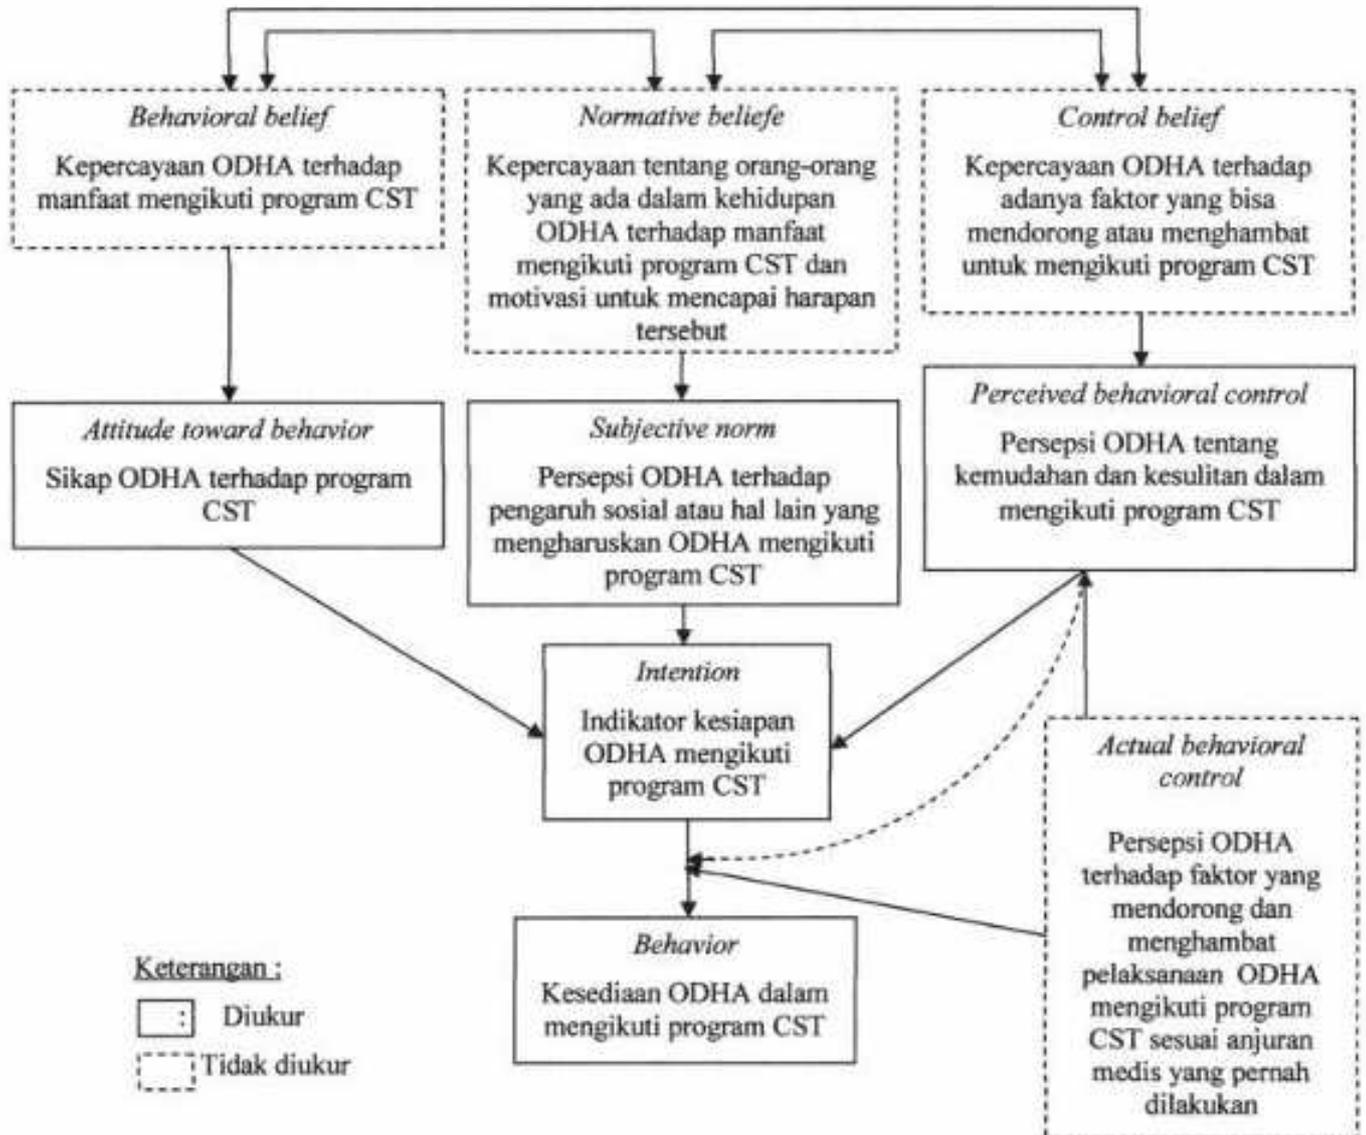 Behavioral belief
Kepercayaan ODHA terhadap
manfaat mengikuti program CST
Normative beliefe
Kepercayaan tentang orang-orang
yang ada dalam kehidupan
ODHA terhadap manfaat
mengikuti program CST dan
motivasi untuk mencapai harapan
tersebut
Control belief
Kepercayaan ODHA terhadap
adanya faktor yang bisa
mendorong atau menghambat
untuk mengikuti program CST
Attitude toward behavior
Sikap ODHA terhadap program
CST
Subjective norm
Persepsi ODHA terhadap
pengaruh sosial atau hal lain yang
mengharuskan ODHA mengikuti
program CST
Perceived behavioral control
Persepsi ODHA tentang
kemudahan dan kesulitan dalam
mengikuti program CST
Intention
Indikator kesiapan
ODHA mengikuti
program CST
Actual behavioral
control
Persepsi ODHA
terhadap faktor yang
mendorong dan
menghambat
pelaksanaan ODHA
mengikuti program
CST sesuai anjuran
medis yang pernah
dilakukan
Behavior
Kesediaan ODHA dalam
mengikuti program CST
Keterangan :
: Diukur
Tidak diukur